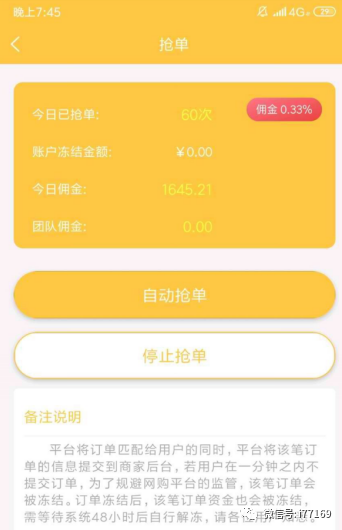 晚上7:45
4G+
29
抢单
今日已抢单:
60次
佣金 0.33%
账户冻结金额:
¥0.00
今日佣金:
1645.21
团队佣金:
0.00
自动抢单
停止抢单
备注说明
平台将订单匹配给用户的同时,平台将该笔订
单的信息提交到商家后台,若用户在一分钟之内不
提交订单,为了规避网购平台的监管,该笔订单会
被冻结。订单冻结后,该笔订单资金也会被冻结,
需等待系统48小时后自行解冻,请各位用
微信号:i77169